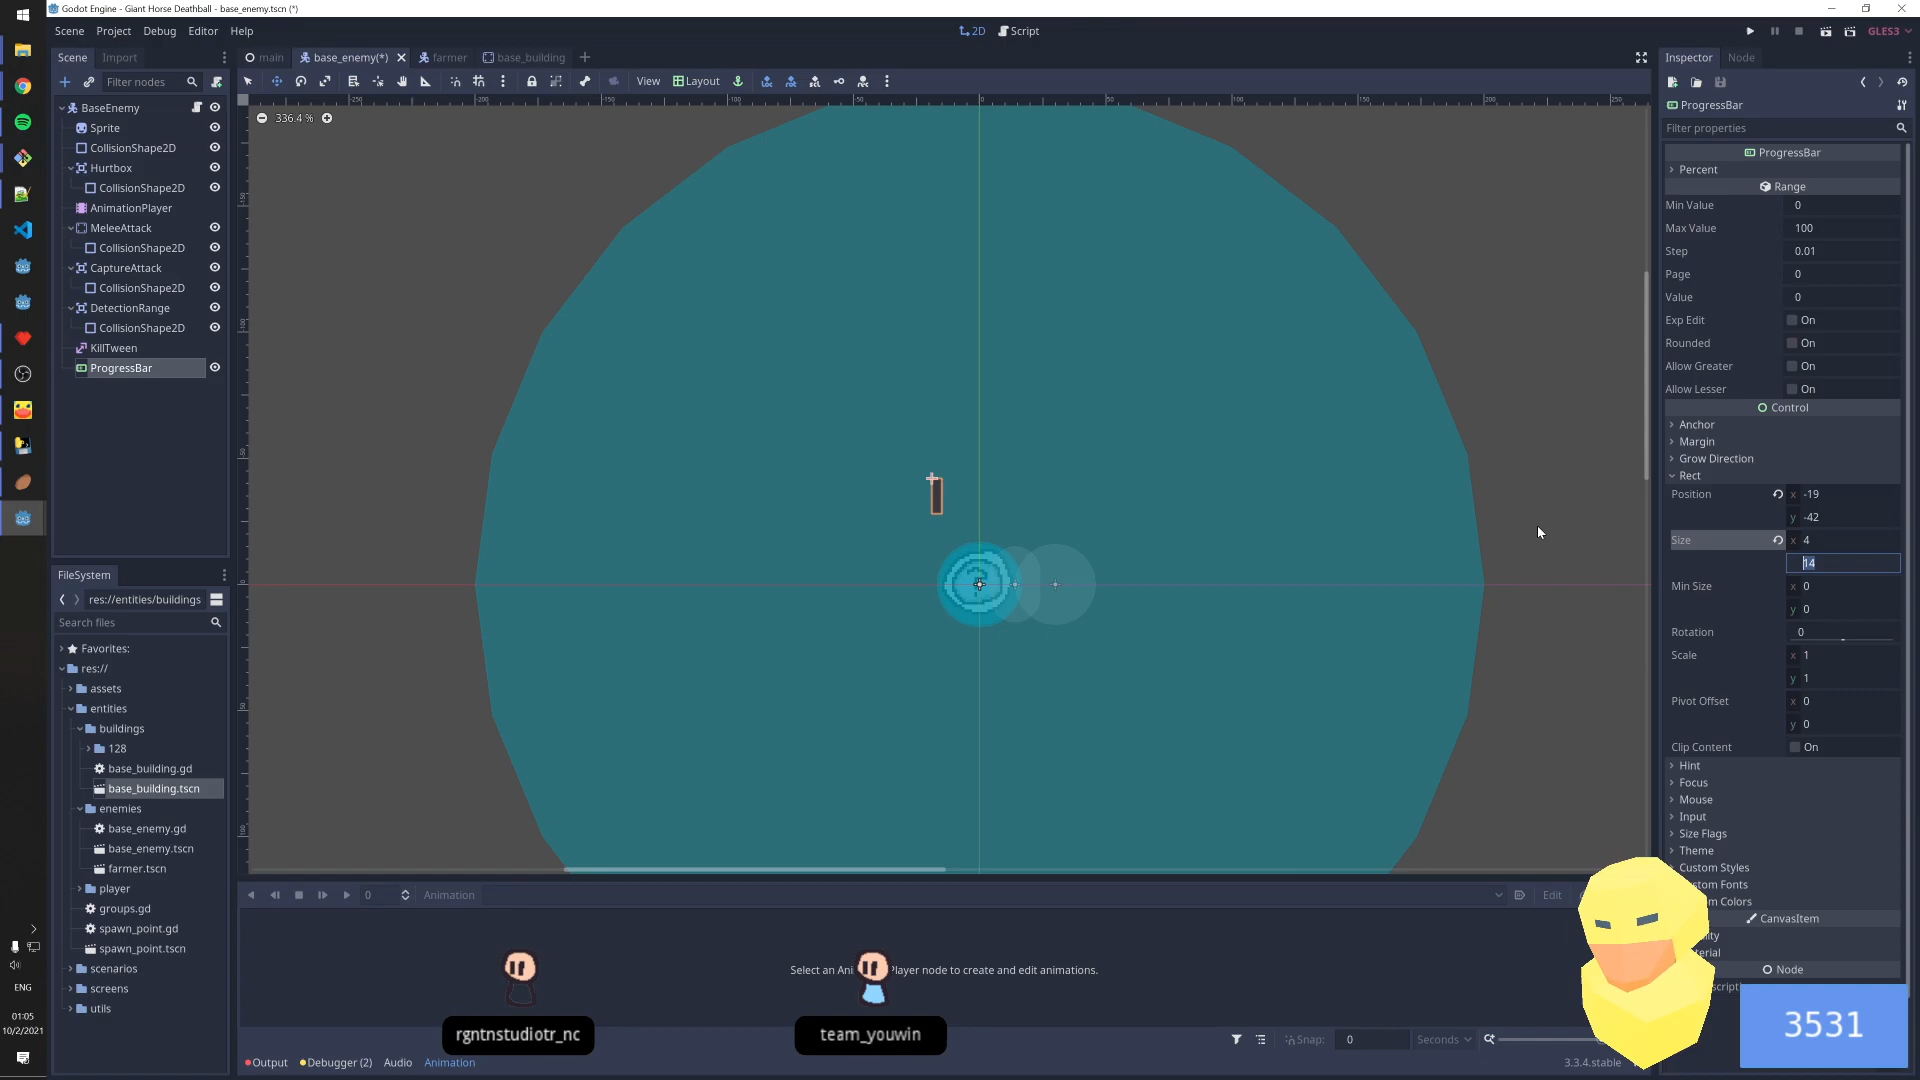 Godot Engine - Giant Horse Deathball - base_enemy.tscn (*)
Scene Project Debug Editor Help
2D Script
GLES3
Scene Import
main base_enemy(*) farmer base_building
Inspector Node
Filter nodes
View Layout
ProgressBar
Filter properties
336.4 %
BaseEnemy
Sprite
CollisionShape2D
Hurtbox
CollisionShape2D
AnimationPlayer
MeleeAttack
CollisionShape2D
CaptureAttack
CollisionShape2D
DetectionRange
CollisionShape2D
KillTween
ProgressBar
ProgressBar
Percent
Range
Min Value 0
Max Value 100
Step 0.01
Page 0
Value 0
Exp Edit On
Rounded On
Allow Greater On
Allow Lesser On
Control
Anchor
Margin
Grow Direction
Rect
Position x -19
y -42
Size x 4
14
Min Size x 0
y 0
Rotation 0
Scale x 1
y 1
Pivot Offset x 0
y 0
Clip Content On
Hint
Focus
Mouse
Input
Size Flags
Theme
Custom Styles
stom Fonts
m Colors
CanvasItem
lity
terial
Node
scripti
FileSystem
res://entities/buildings
Search files
Favorites:
res://
assets
entities
buildings
128
base_building.gd
base_building.tscn
enemies
base_enemy.gd
base_enemy.tscn
farmer.tscn
player
groups.gd
spawn_point.gd
spawn_point.tscn
scenarios
screens
utils
0 Animation Edit
Select an Ani Player node to create and edit animations.
rgntnstudiotr_nc
team_youwin
Snap: 0 Seconds
Output Debugger (2) Audio Animation
3.3.4.stable
3531
ENG
01:05
10/2/2021